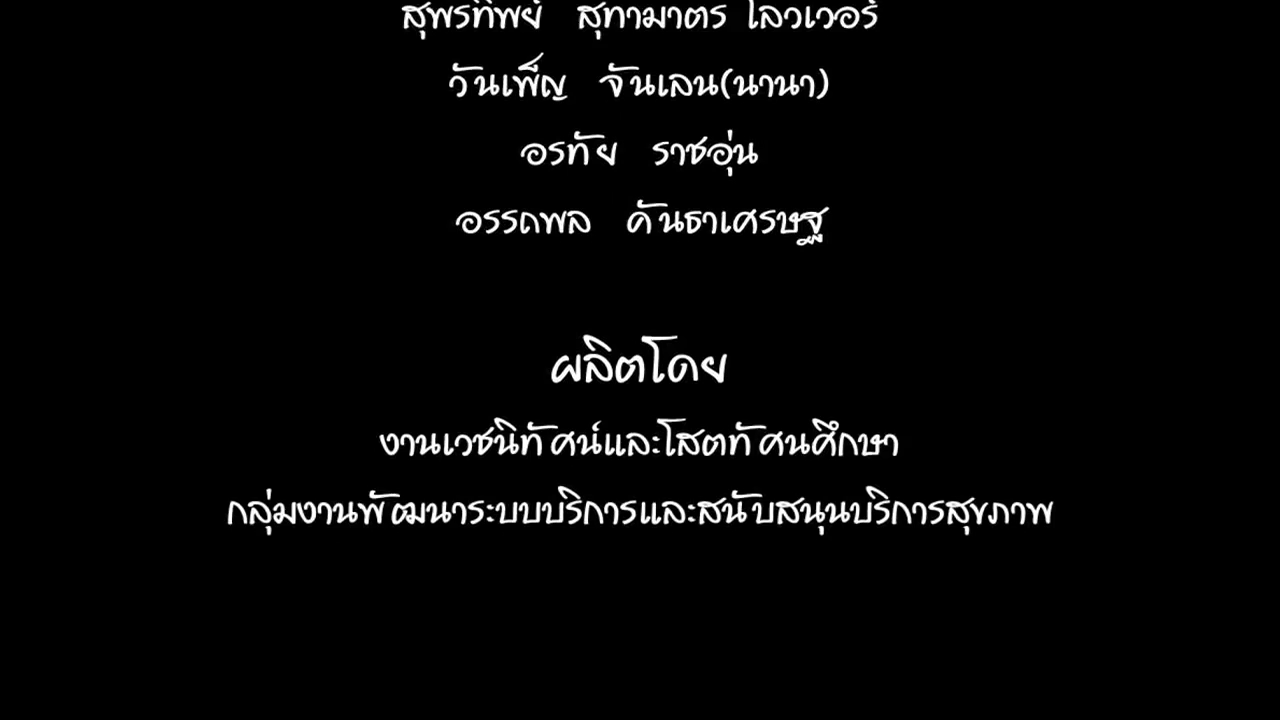 สุพรทิพย์ สุทามาตร โลวเวอร์
วันเพ็ญ จันเลน(นานา)
อรทัย ราชอุ่น
อรรถพล คันธาเศรษฐ
ผลิตโดย
งานเวชนิทัศน์และโสตทัศนศึกษา
กลุ่มงานพัฒนาระบบบริการและสนับสนุนบริการสุขภาพ